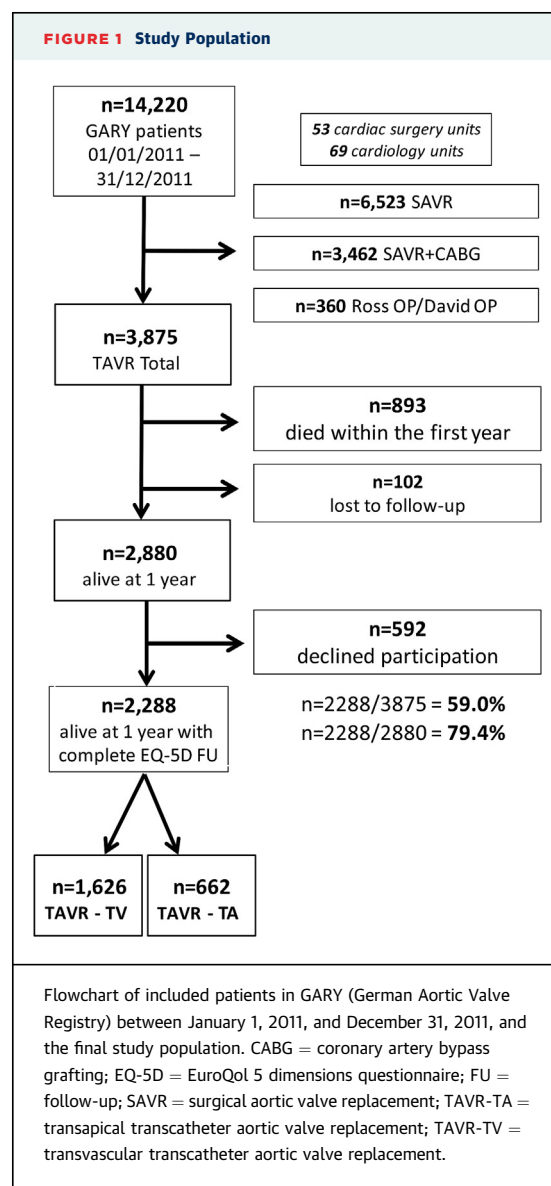 FIGURE 1 Study Population
n=14,220
GARY patients
01/01/2011 –
31/12/2011
53 cardiac surgery units
69 cardiology units
n=6,523 SAVR
n=3,462 SAVR+CABG
n=360 Ross OP/David OP
n=3,875
TAVR Total
n=893
died within the first year
n=102
lost to follow-up
n=2,880
alive at 1 year
n=592
declined participation
n=2,288
alive at 1 year with
complete EQ-5D FU
n=2288/3875 = 59.0%
n=2288/2880 = 79.4%
n=1,626
TAVR - TV
n=662
TAVR - TA
Flowchart of included patients in GARY (German Aortic Valve
Registry) between January 1, 2011, and December 31, 2011, and
the final study population. CABG = coronary artery bypass
grafting; EQ-5D = EuroQol 5 dimensions questionnaire; FU =
follow-up; SAVR = surgical aortic valve replacement; TAVR-TA =
transapical transcatheter aortic valve replacement; TAVR-TV =
transvascular transcatheter aortic valve replacement.